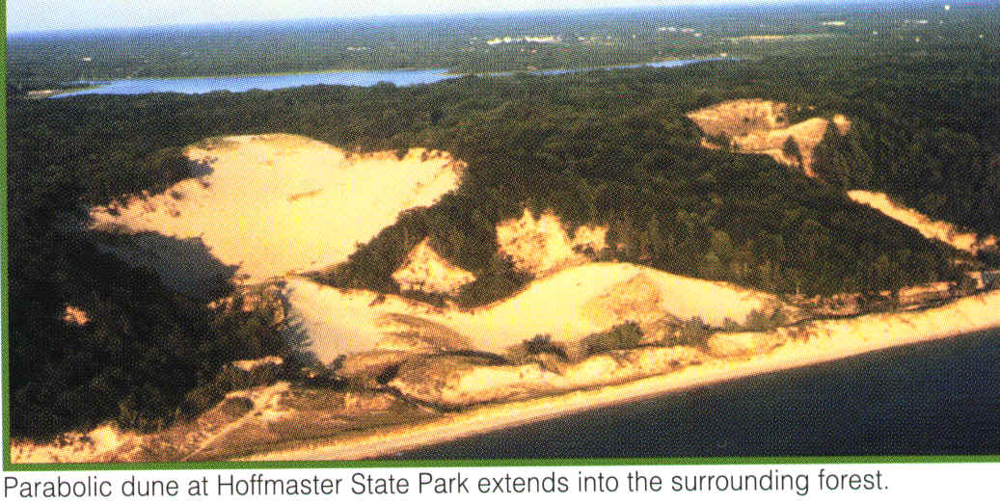 Parabolic dune at Hoffmaster State Park extends into the surrounding forest.